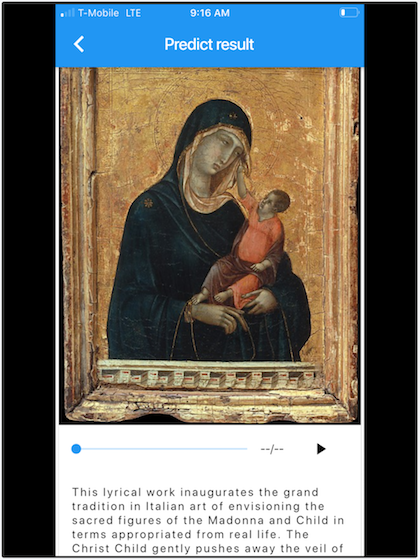 T-Mobile LTE 9:16 AM
Predict result
--/--
This lyrical work inaugurates the grand
tradition in Italian art of envisioning the
sacred figures of the Madonna and Child in
terms appropriated from real life. The
Christ Child gently pushes away the veil of